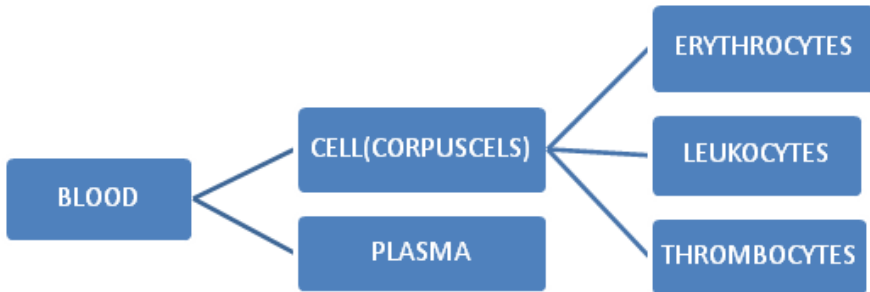 BLOOD
CELL(CORPUSCELS)
PLASMA
ERYTHROCYTES
LEUKOCYTES
THROMBOCYTES